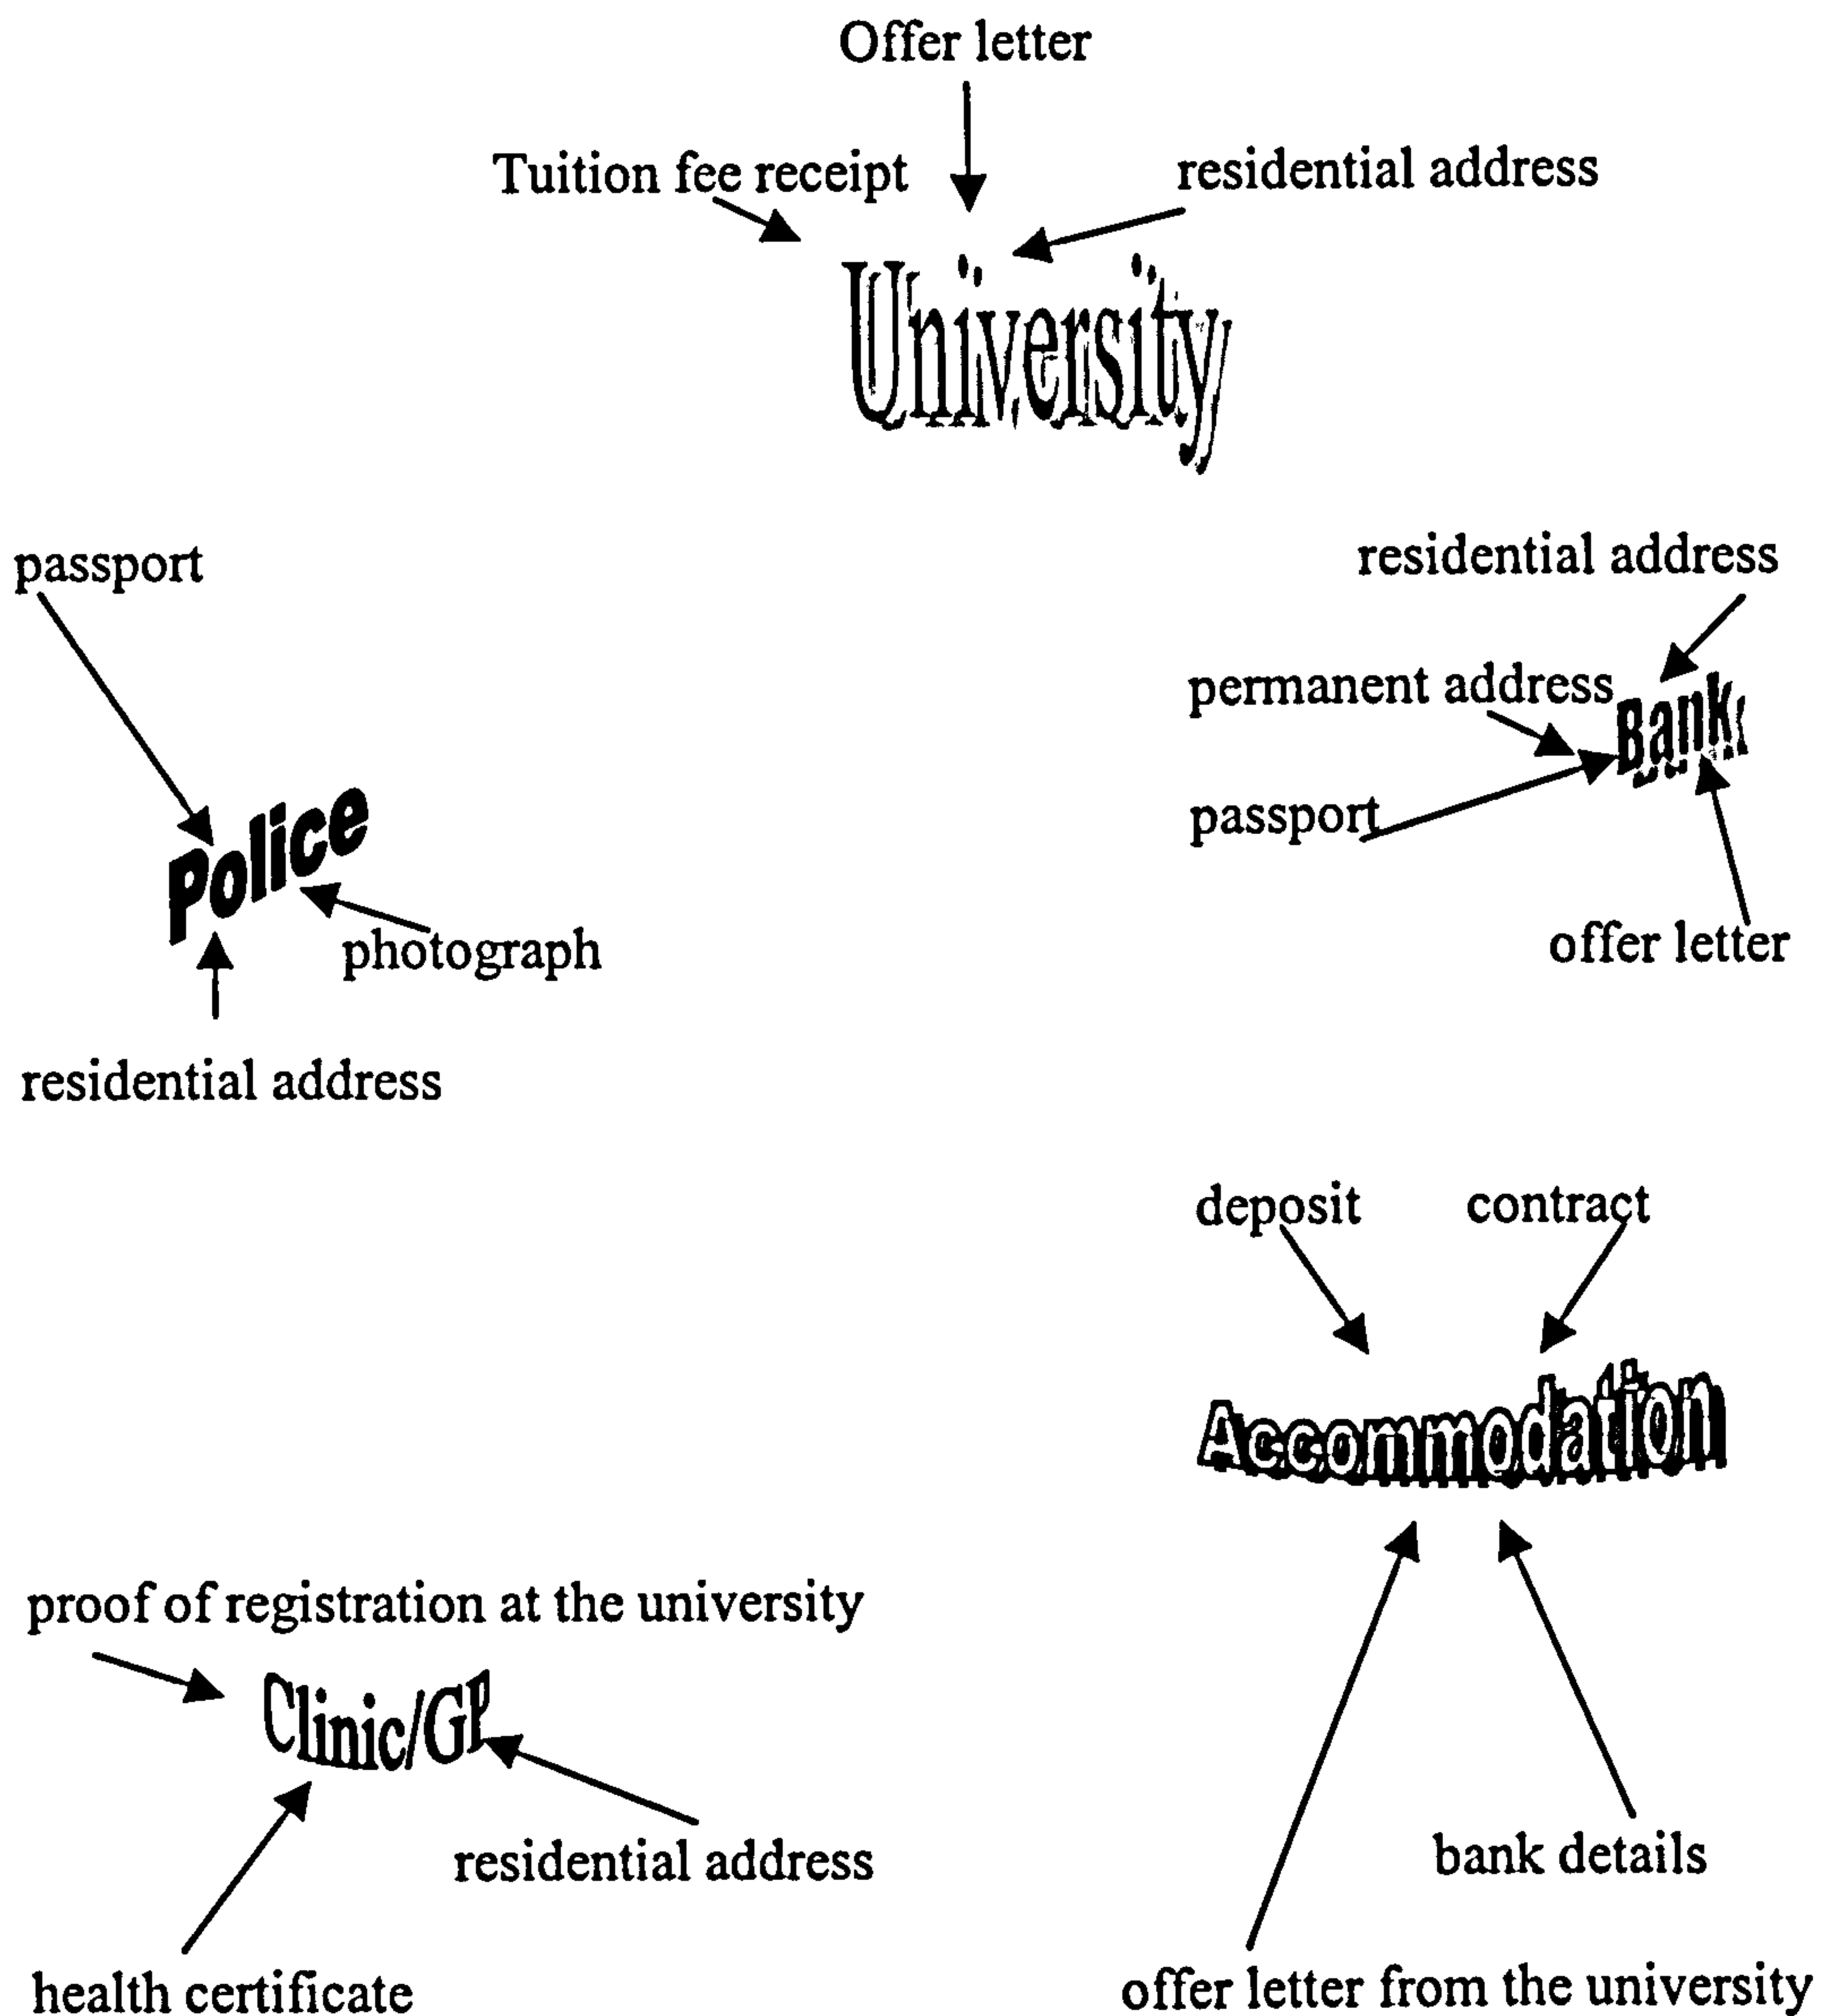 Offer letter
Tuition fee receipt
residential address
University
passport
residential address
permanent address
Bank
passport
Police
photograph
offer letter
residential address
deposit
contract
Accommodation
proof of registration at the university
Clinic/GP
residential address
bank details
health certificate
offer letter from the university